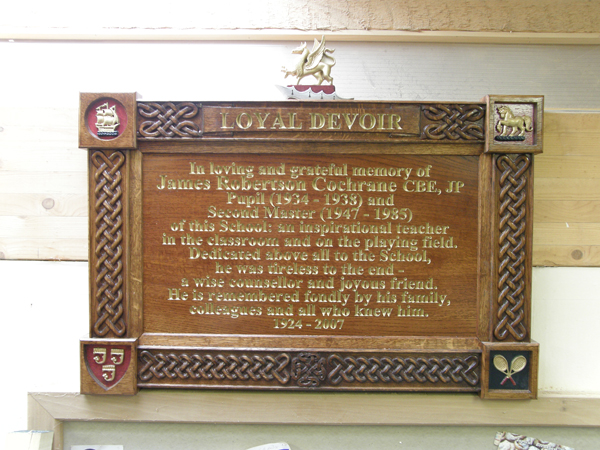 LOYAL DEVOIR
In loving and grateful memory of
James Robertson Cochrane CBE, JP
Pupil (1934 - 1938) and
Second Master (1947 - 1985)
of this School: an inspirational teacher
in the classroom and on the playing field.
Dedicated above all to the School,
he was tireless to the end -
a wise counsellor and joyous friend.
He is remembered fondly by his family,
colleagues and all who knew him.
1924 - 2007